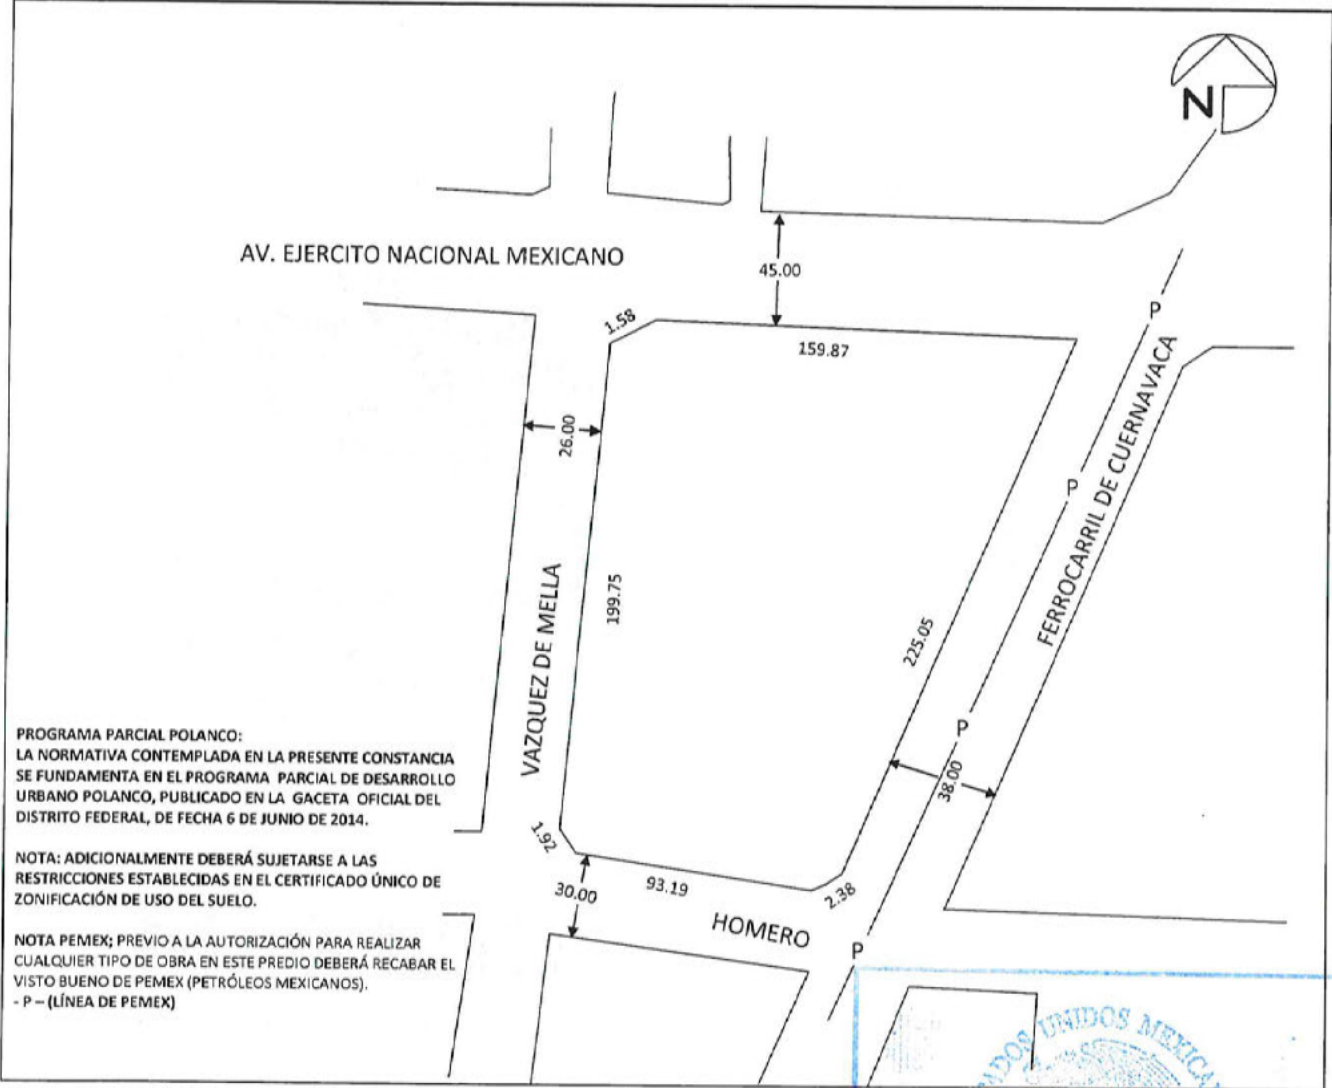 N
AV. EJERCITO NACIONAL MEXICANO
45.00
1.58
159.87
P
26.00
FERROCARRIL DE CUERNAVACA
P
199.75
VAZQUEZ DE MELLA
225.05
P
38.00
PROGRAMA PARCIAL POLANCO:
LA NORMATIVA CONTEMPLADA EN LA PRESENTE CONSTANCIA
SE FUNDAMENTA EN EL PROGRAMA PARCIAL DE DESARROLLO
URBANO POLANCO, PUBLICADO EN LA GACETA OFICIAL DEL
DISTRITO FEDERAL, DE FECHA 6 DE JUNIO DE 2014.
1.92
NOTA: ADICIONALMENTE DEBERÁ SUJETARSE A LAS
RESTRICCIONES ESTABLECIDAS EN EL CERTIFICADO ÚNICO DE
ZONIFICACIÓN DE USO DEL SUELO.
30.00
93.19
2.38
HOMERO
P
NOTA PEMEX; PREVIO A LA AUTORIZACIÓN PARA REALIZAR
CUALQUIER TIPO DE OBRA EN ESTE PREDIO DEBERÁ RECABAR EL
VISTO BUENO DE PEMEX (PETRÓLEOS MEXICANOS).
- P – (LÍNEA DE PEMEX)
UNIDOS